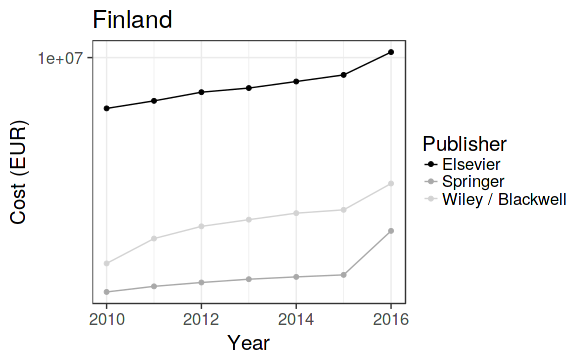 Finland
1e+07
Cost (EUR)
2010 2012 2014 2016
Year
Publisher
Elsevier
Springer
Wiley / Blackwell